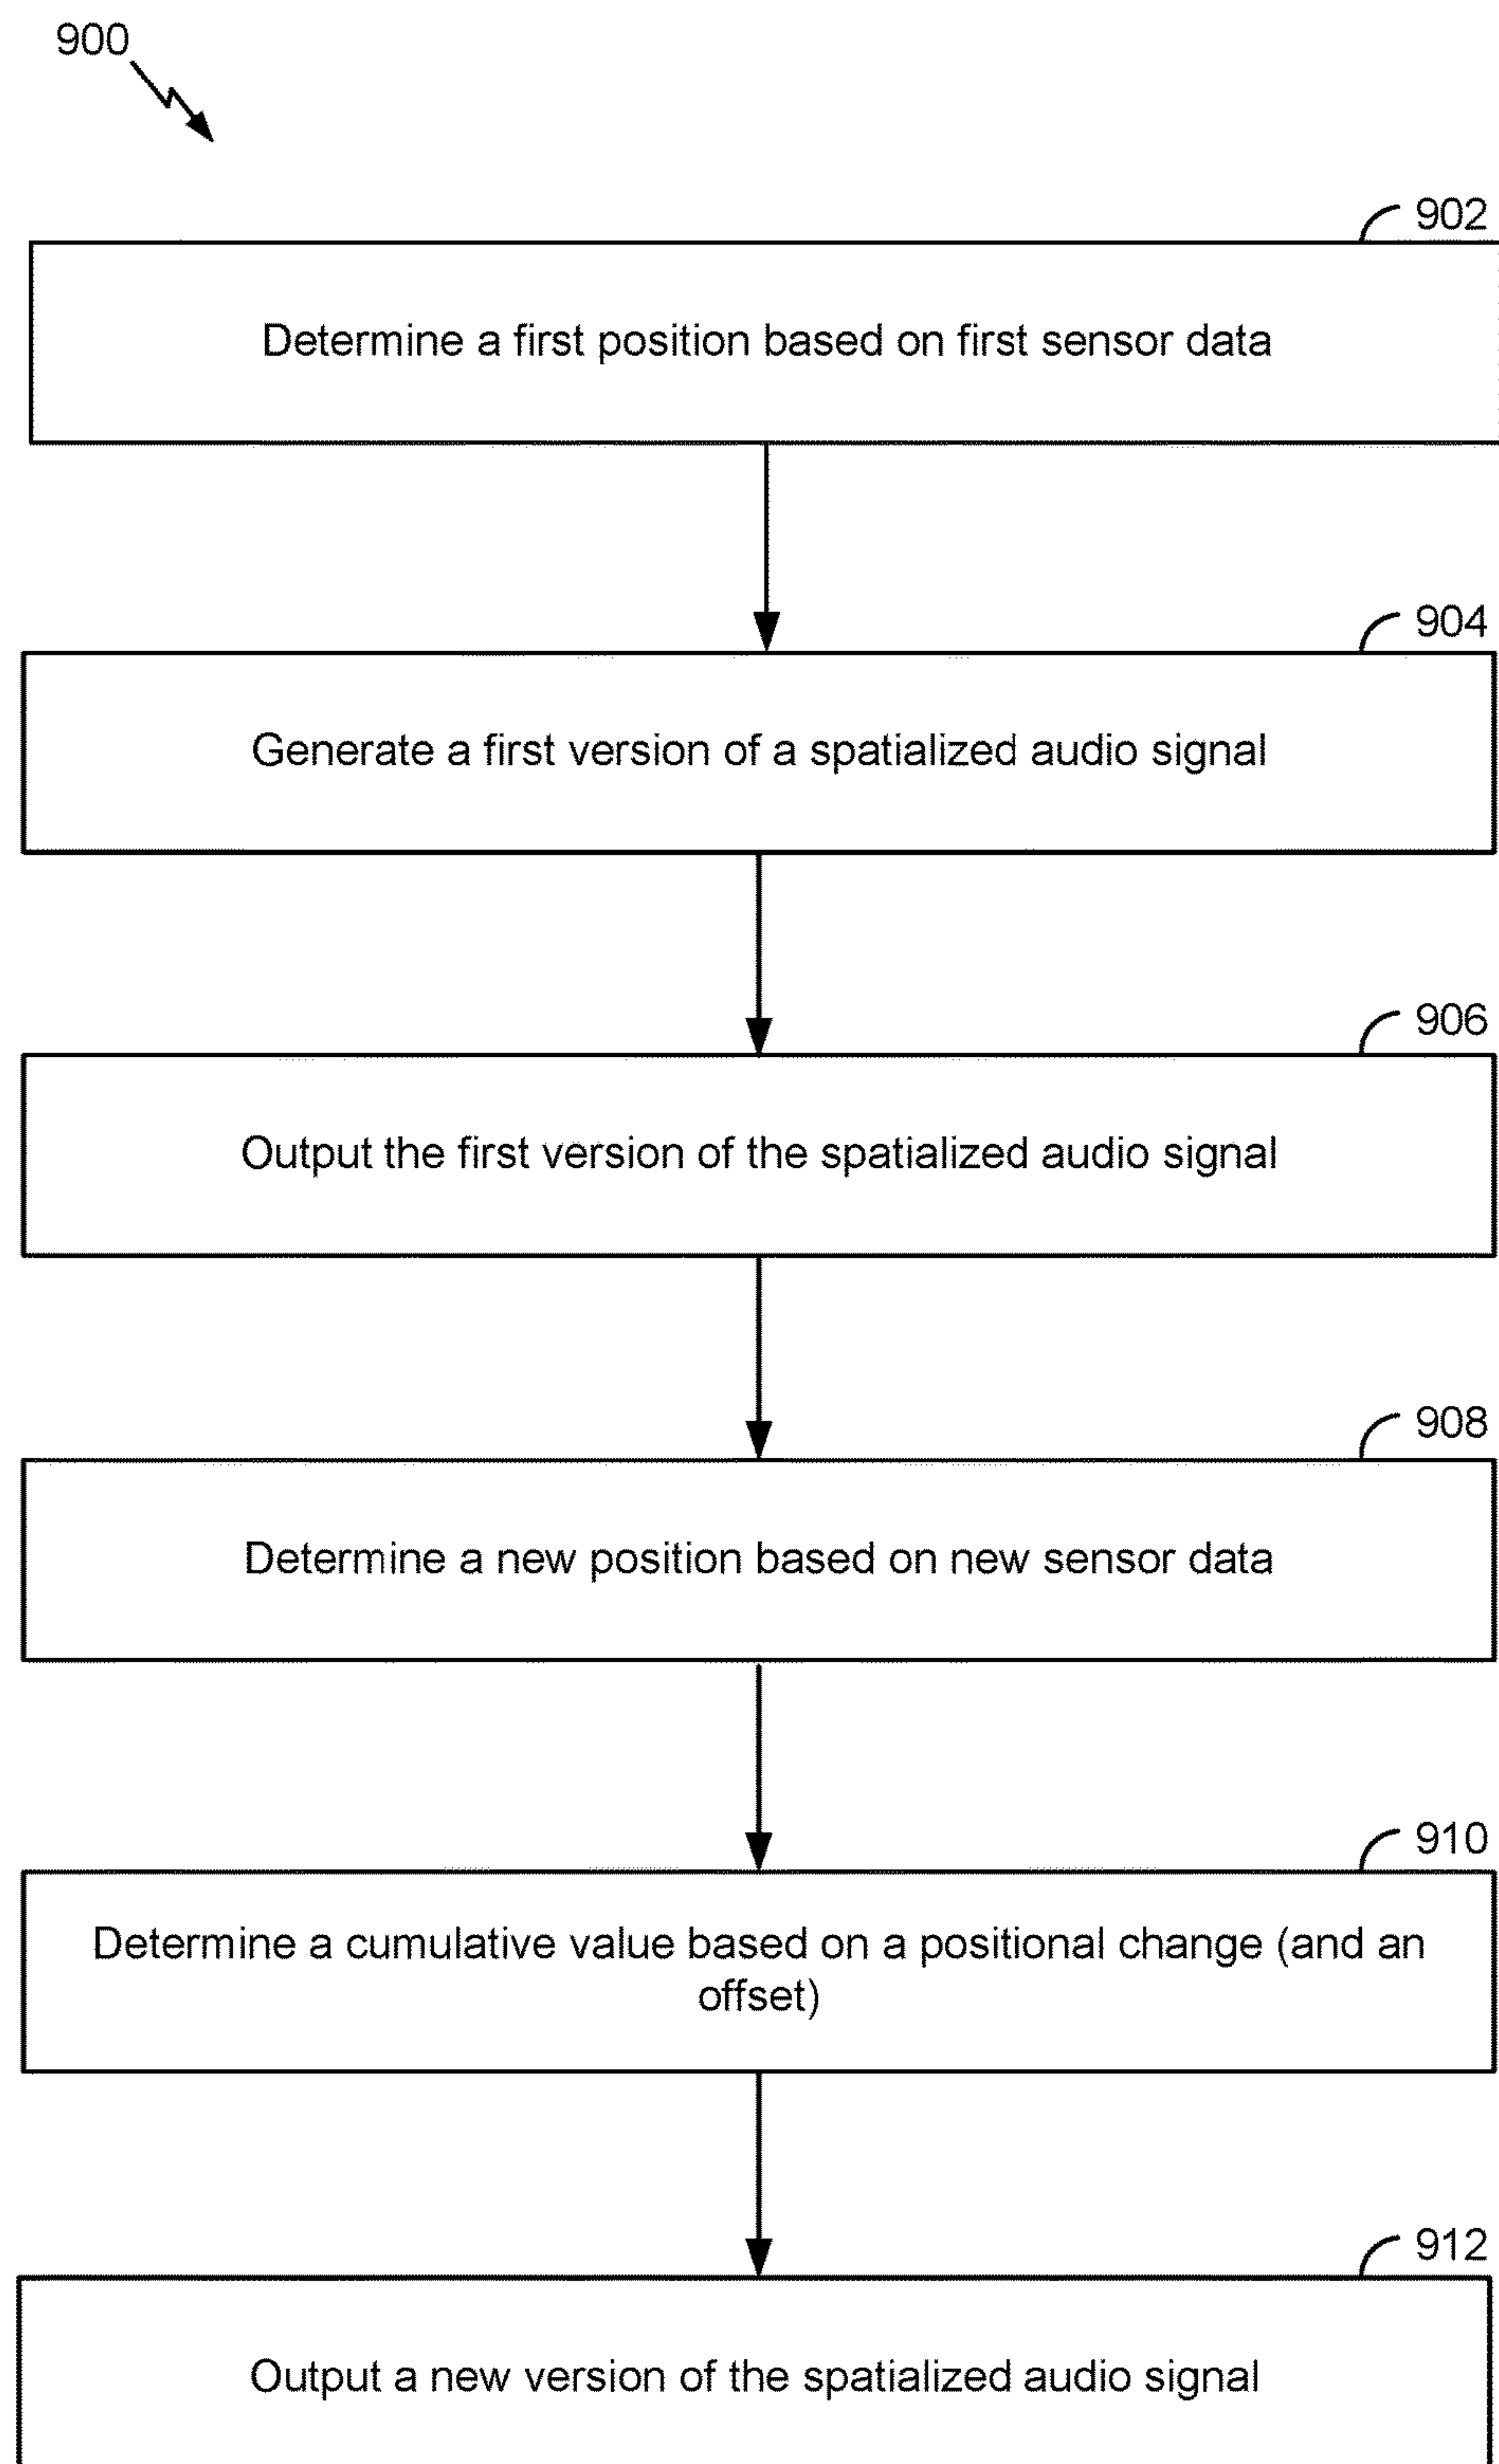 900
902
Determine a first position based on first sensor data
904
Generate a first version of a spatialized audio signal
906
Output the first version of the spatialized audio signal
908
Determine a new position based on new sensor data
910
Determine a cumulative value based on a positional change (and an
offset)
912
Output a new version of the spatialized audio signal